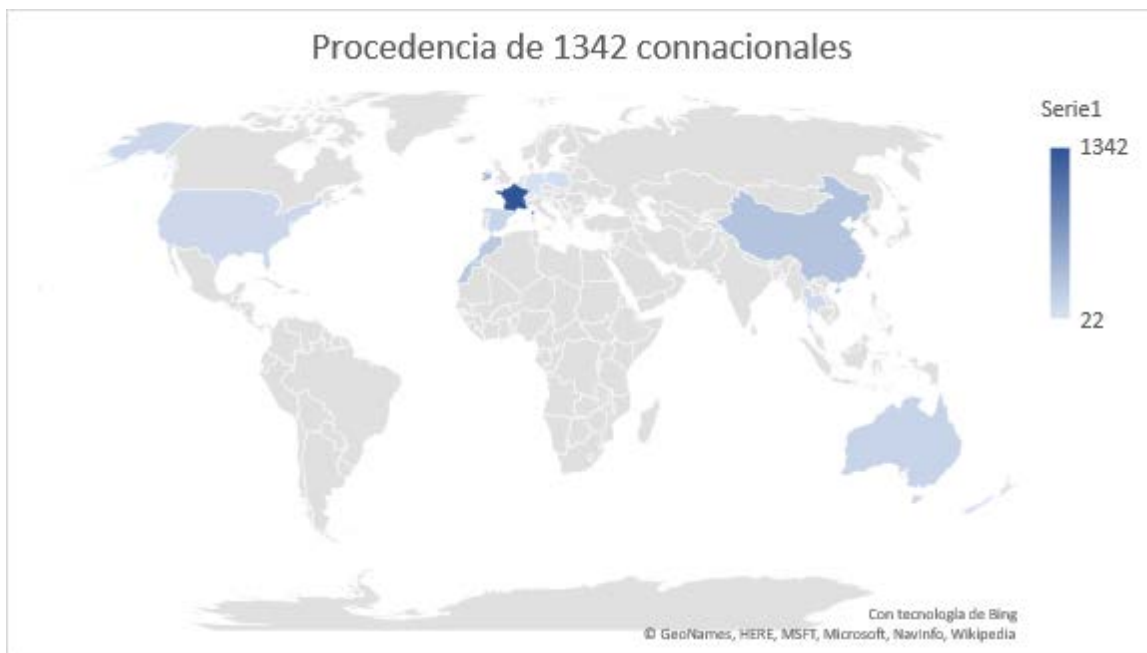 Procedencia de 1342 connacionales
Serie1
1342
22
Con tecnología de Bing
© GeoNames, HERE, MSFT, Microsoft, NavInfo, Wikipedia